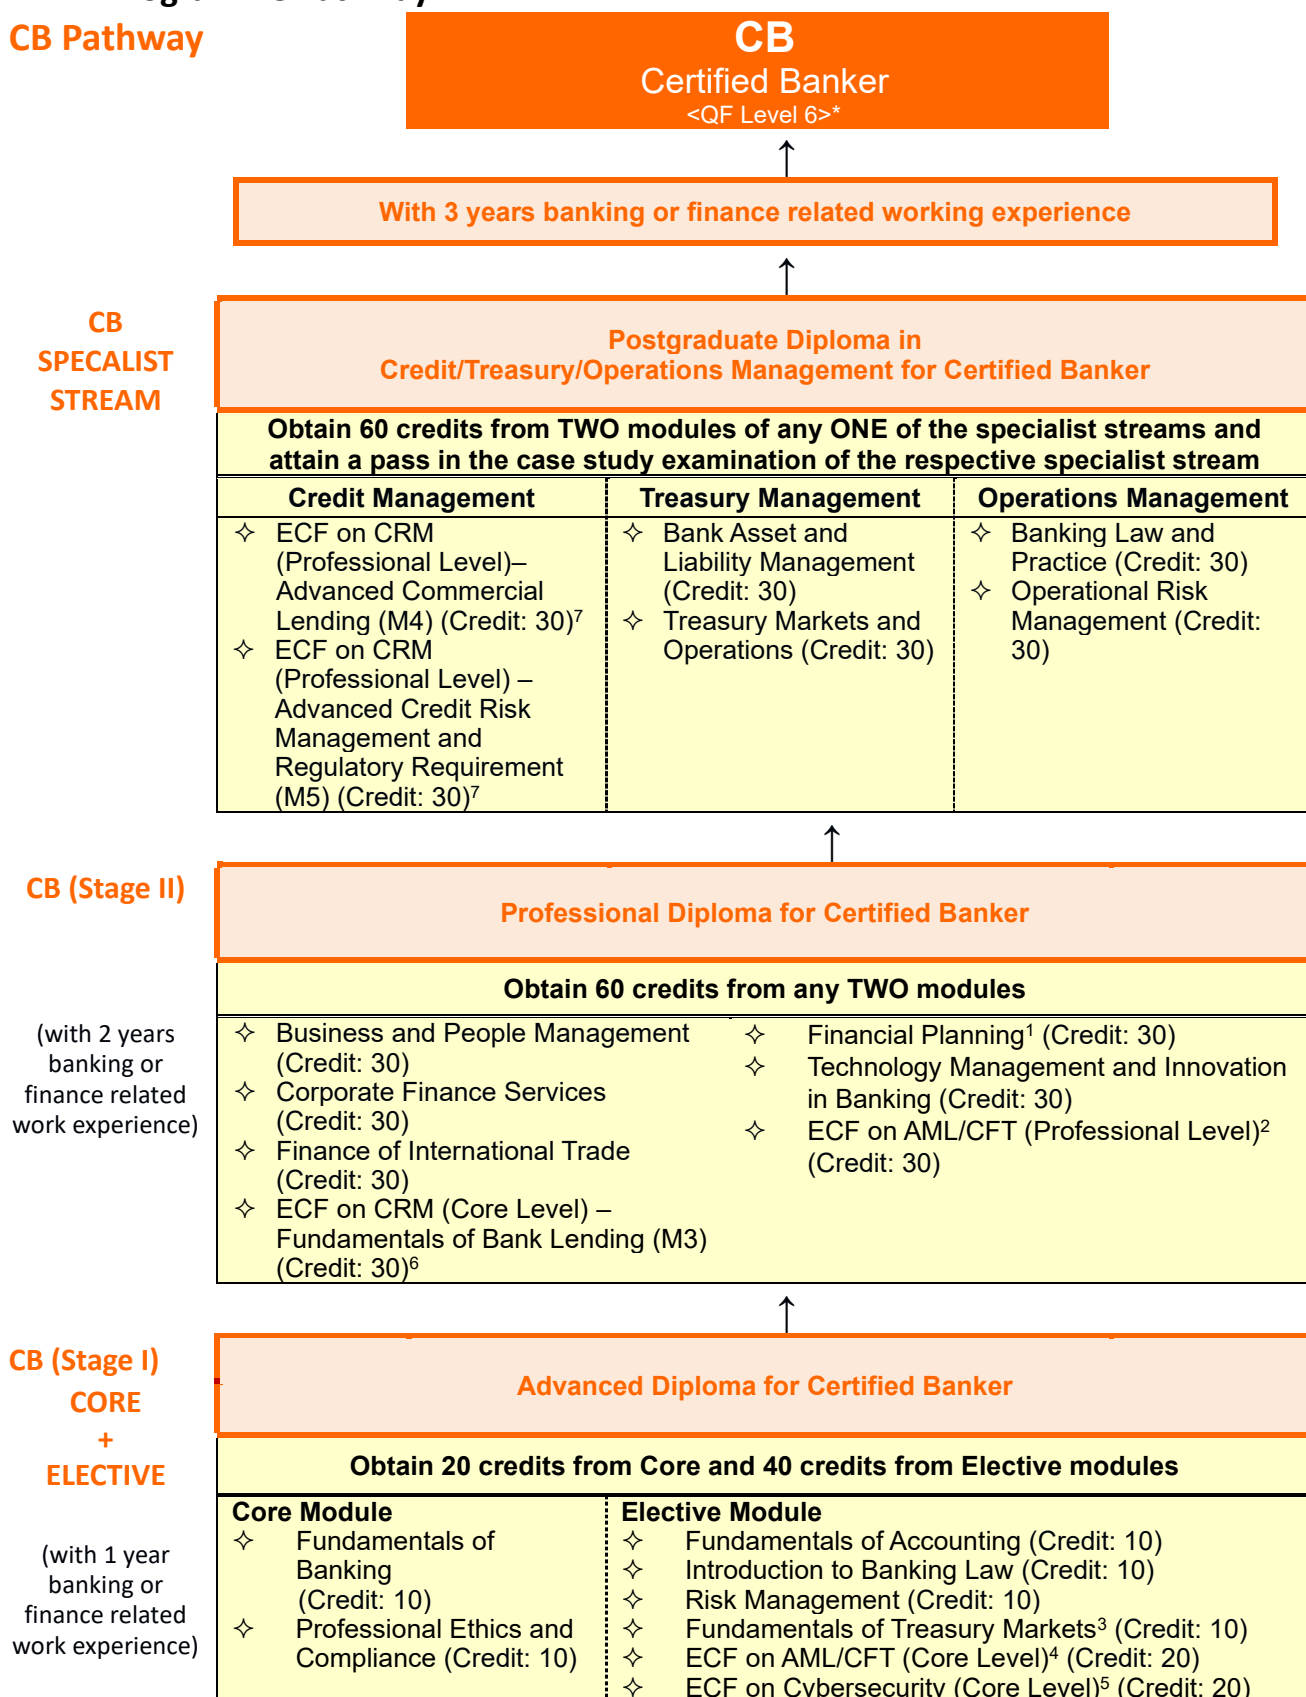 CB Pathway
CB
Certified Banker
<QF Level 6>*
↑
With 3 years banking or finance related working experience
↑
CB
SPECALIST
STREAM
Postgraduate Diploma in
Credit/Treasury/Operations Management for Certified Banker
Obtain 60 credits from TWO modules of any ONE of the specialist streams and
attain a pass in the case study examination of the respective specialist stream
Credit Management
✧ ECF on CRM
(Professional Level)–
Advanced Commercial
Lending (M4) (Credit: 30)⁷
✧ ECF on CRM
(Professional Level) –
Advanced Credit Risk
Management and
Regulatory Requirement
(M5) (Credit: 30)⁷
Treasury Management
✧ Bank Asset and
Liability Management
(Credit: 30)
✧ Treasury Markets and
Operations (Credit: 30)
Operations Management
✧ Banking Law and
Practice (Credit: 30)
✧ Operational Risk
Management (Credit:
30)
↑
CB (Stage II)
(with 2 years
banking or
finance related
work experience)
Professional Diploma for Certified Banker
Obtain 60 credits from any TWO modules
✧ Business and People Management
(Credit: 30)
✧ Corporate Finance Services
(Credit: 30)
✧ Finance of International Trade
(Credit: 30)
✧ ECF on CRM (Core Level) –
Fundamentals of Bank Lending (M3)
(Credit: 30)⁶
✧ Financial Planning¹ (Credit: 30)
✧ Technology Management and Innovation
in Banking (Credit: 30)
✧ ECF on AML/CFT (Professional Level)²
(Credit: 30)
↑
CB (Stage I)
CORE
+
ELECTIVE
(with 1 year
banking or
finance related
work experience)
Advanced Diploma for Certified Banker
Obtain 20 credits from Core and 40 credits from Elective modules
Core Module
✧ Fundamentals of
Banking
(Credit: 10)
✧ Professional Ethics and
Compliance (Credit: 10)
Elective Module
✧ Fundamentals of Accounting (Credit: 10)
✧ Introduction to Banking Law (Credit: 10)
✧ Risk Management (Credit: 10)
✧ Fundamentals of Treasury Markets³ (Credit: 10)
✧ ECF on AML/CFT (Core Level)⁴ (Credit: 20)
✧ ECF on Cybersecurity (Core Level)⁵ (Credit: 20)